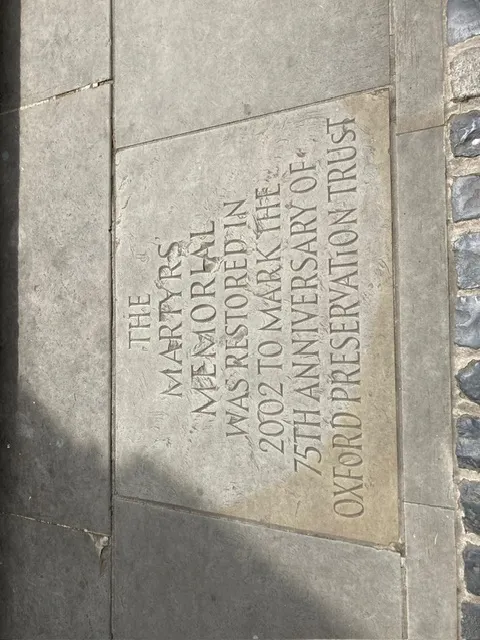 THE
MARTYRS
MEMORIAL
WAS RESTORED IN
2002 TO MARK THE
75TH ANNIVERSARY OF
OXFORD PRESERVATION TRUST